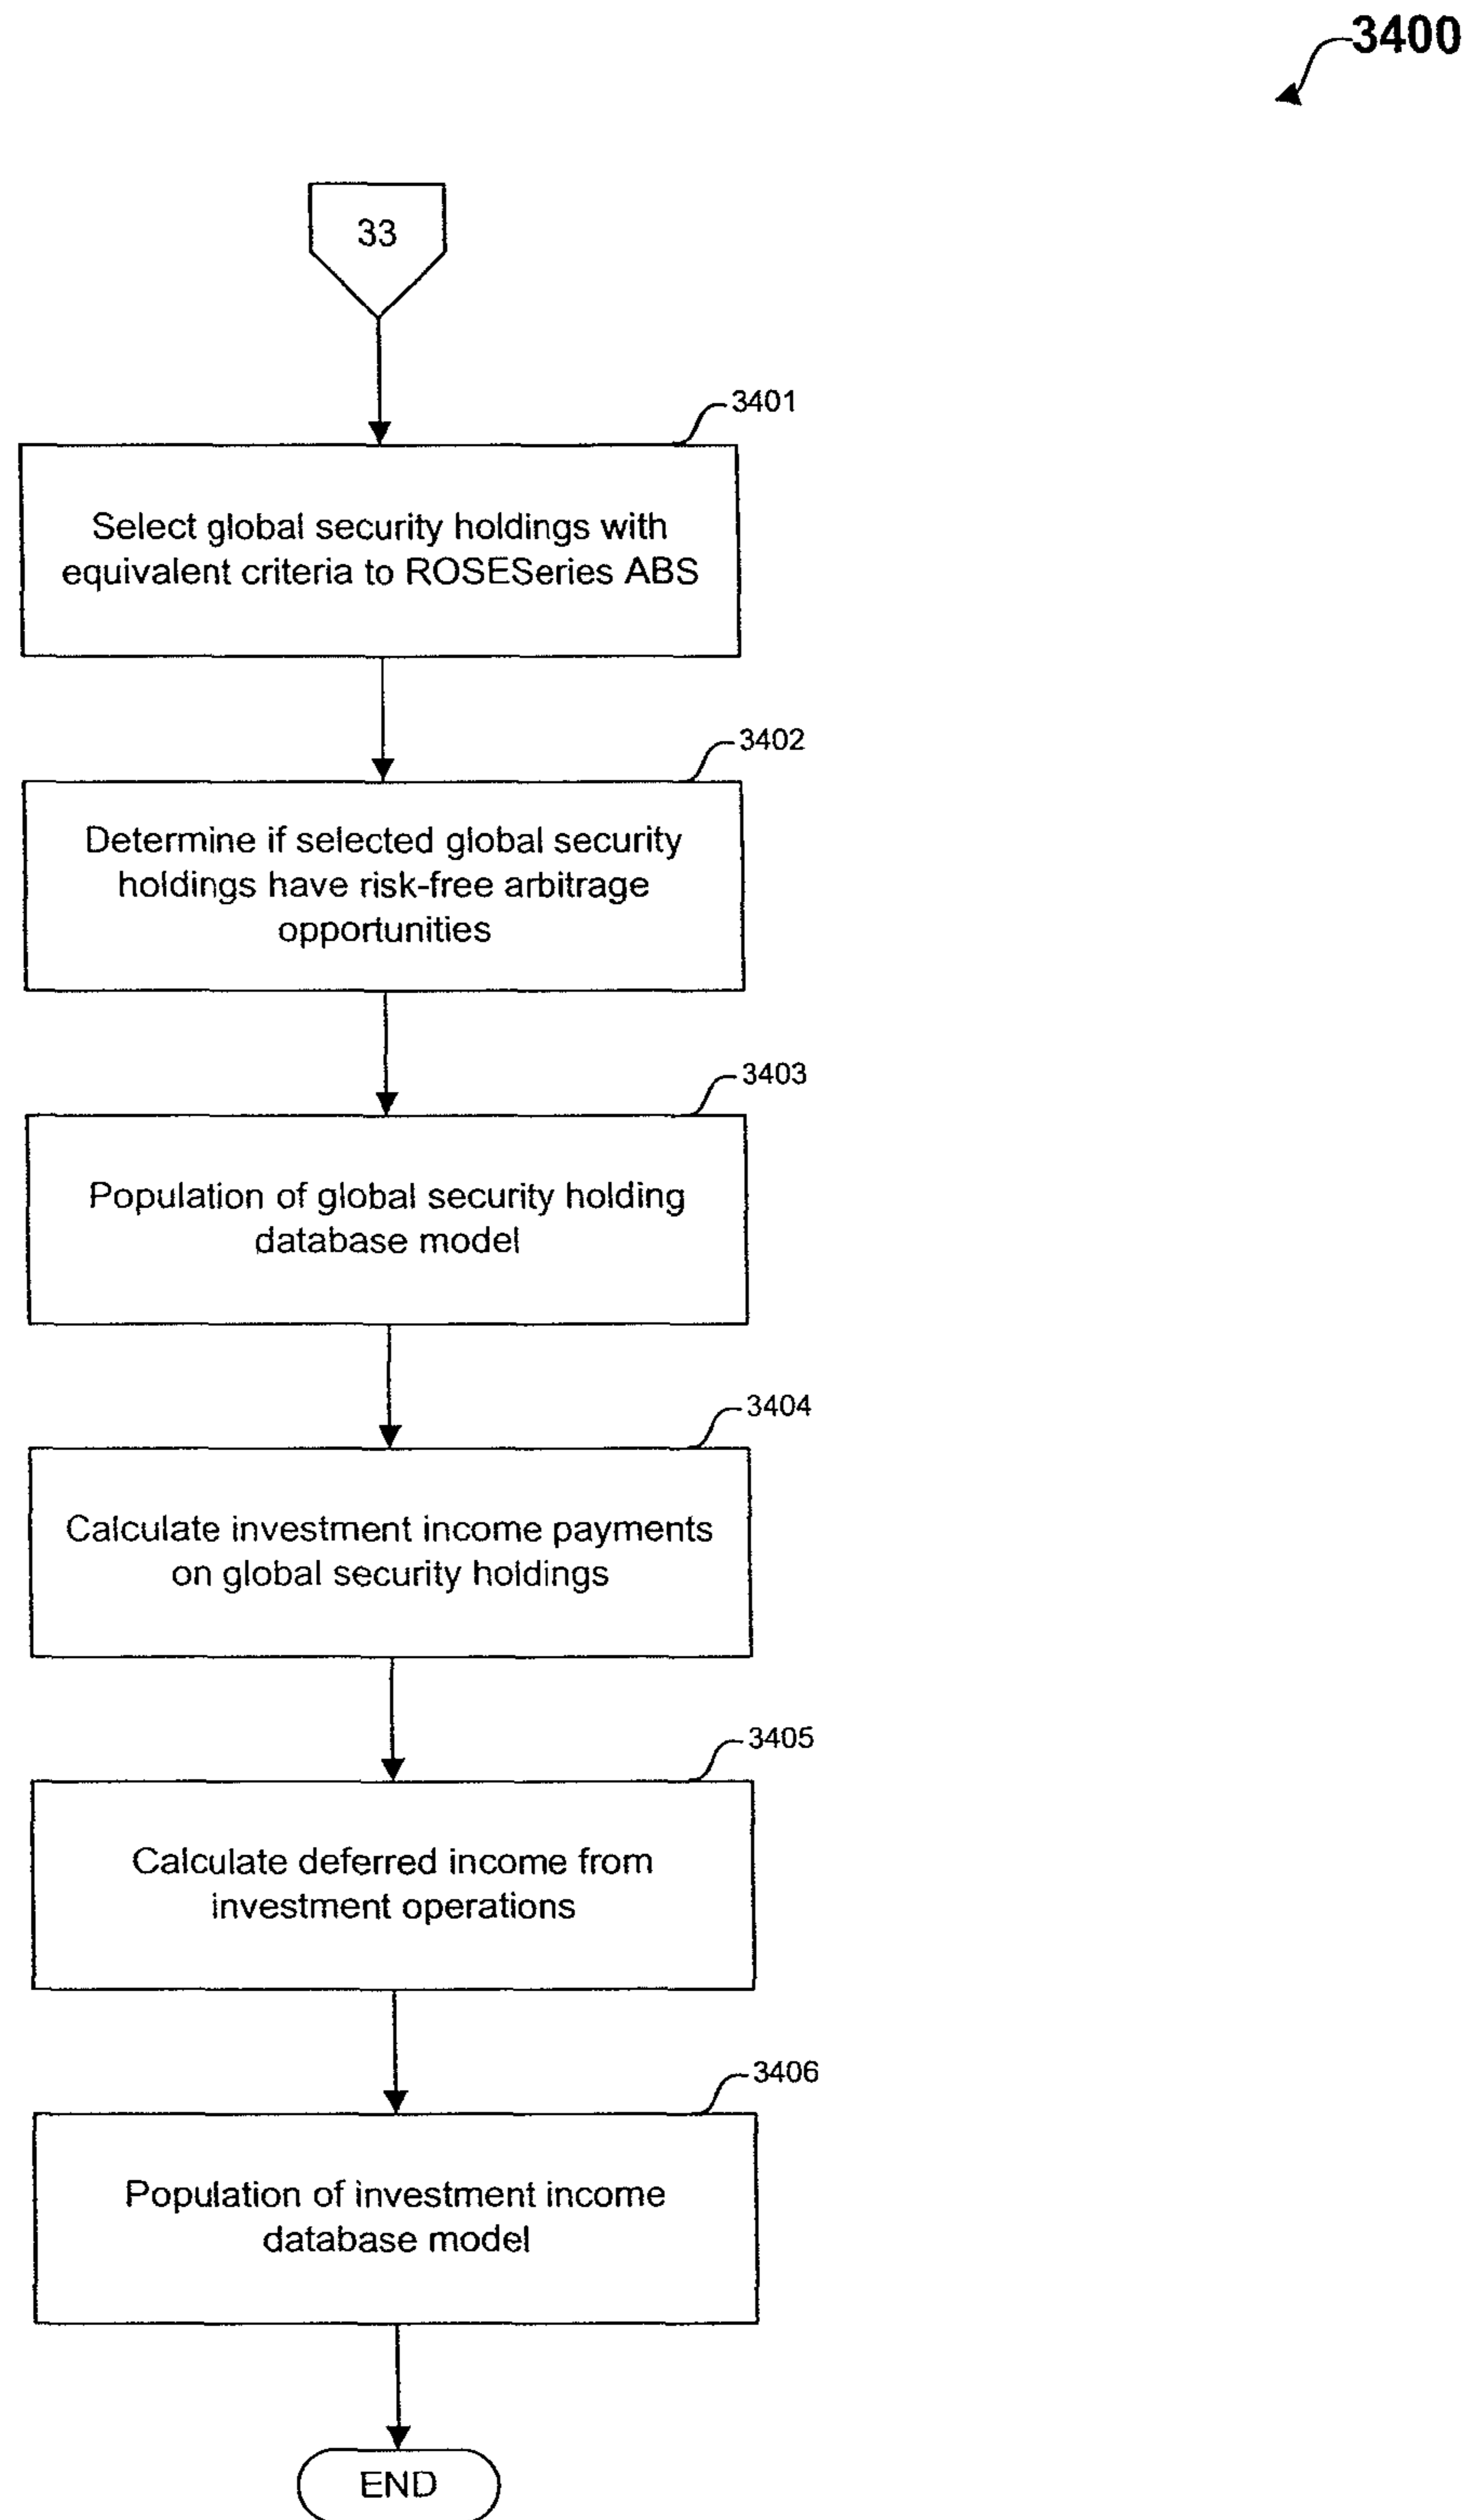 3400
33
3401
Select global security holdings with
equivalent criteria to ROSESeries ABS
3402
Determine if selected global security
holdings have risk-free arbitrage
opportunities
3403
Population of global security holding
database model
3404
Calculate investment income payments
on global security holdings
3405
Calculate deferred income from
investment operations
3406
Population of investment income
database model
END